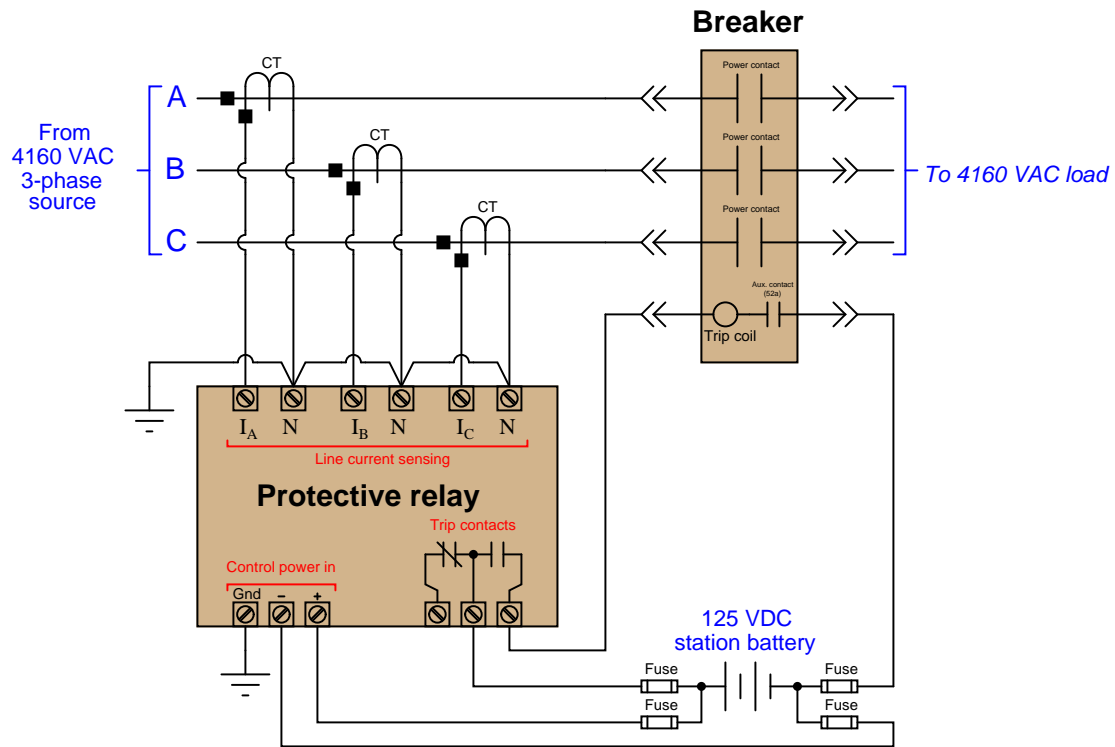 Breaker
CT
Power contact
A
From
4160 VAC
3-phase
source
CT
Power contact
B
To 4160 VAC load
CT
Power contact
C
Aux. contact
(52a)
Trip coil
IA N IB N IC N
Line current sensing
Protective relay
Trip contacts
Control power in
Gnd − +
125 VDC
station battery
Fuse Fuse
Fuse Fuse